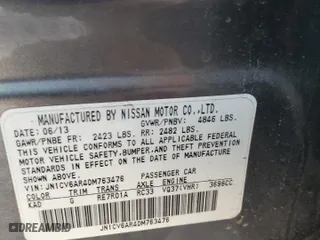 MANUFACTURED BY NISSAN MOTOR CO.,LTD.
DATE: 06/13 GVWR/PNBV: 4846 LBS.
GAWR/PNBE FR: 2423 LBS. RR: 2482 LBS.
THIS VEHICLE CONFORMS TO ALL APPLICABLE FEDERAL
MOTOR VEHICLE SAFETY, BUMPER, AND THEFT PREVENTION
STANDARDS IN EFFECT ON THE DATE OF MANUFACTURE
SHOWN ABOVE.
VIN: JN1CV6AR4DM763476 PASSENGER CAR
COLOR TRIM TRANS
KAD G RE7R01A RC33 VQ37(VHR) 3696CC
JN1CV6AR4DM763476
DEALERSHIP